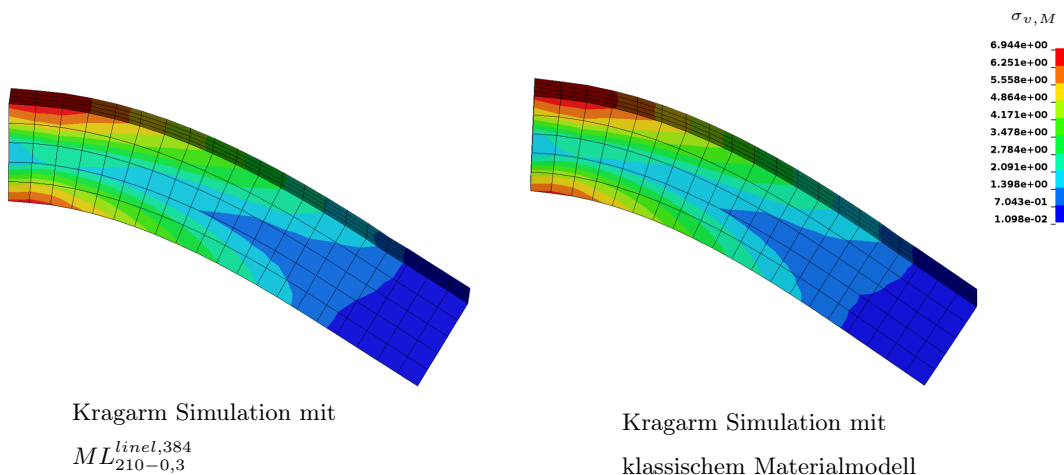 σ_{v,M}
6.944e+00
6.251e+00
5.558e+00
4.864e+00
4.171e+00
3.478e+00
2.784e+00
2.091e+00
1.398e+00
7.043e-01
1.098e-02
Kragarm Simulation mit
ML^{linel,384}_{210−0,3}
Kragarm Simulation mit
klassischem Materialmodell